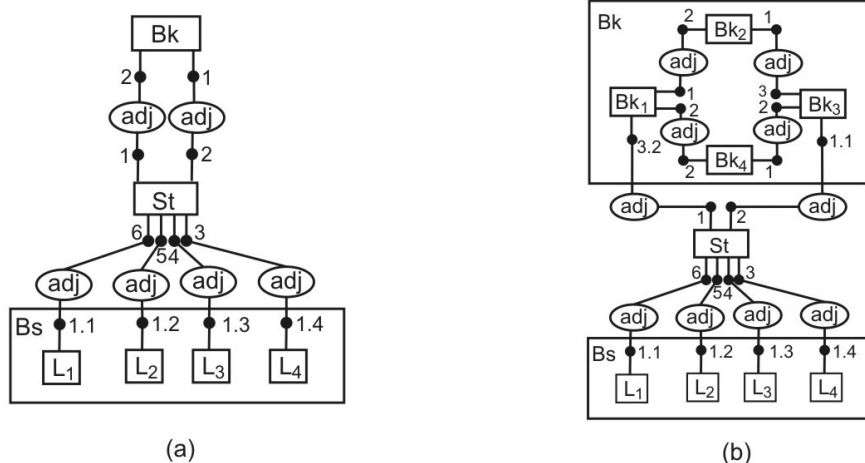 Bk
2 1
adj adj
1 2
St
6 5 4 3
adj adj adj adj
Bs 1.1 1.2 1.3 1.4
L1 L2 L3 L4
(a)
Bk
2 Bk2 1
adj adj
Bk1 1 3 Bk3
2 2
adj adj
3.2 2 Bk4 1 1.1
adj adj
1 2
St
6 5 4 3
adj adj adj adj
Bs 1.1 1.2 1.3 1.4
L1 L2 L3 L4
(b)